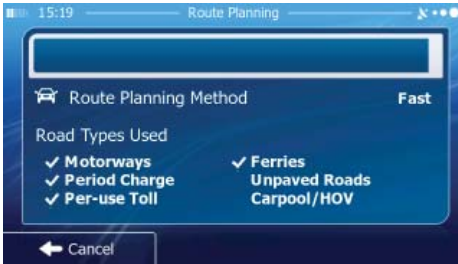 15:19 Route Planning
Route Planning Method Fast
Road Types Used
Motorways Ferries
Period Charge Unpaved Roads
Per-use Toll Carpool/HOV
Cancel